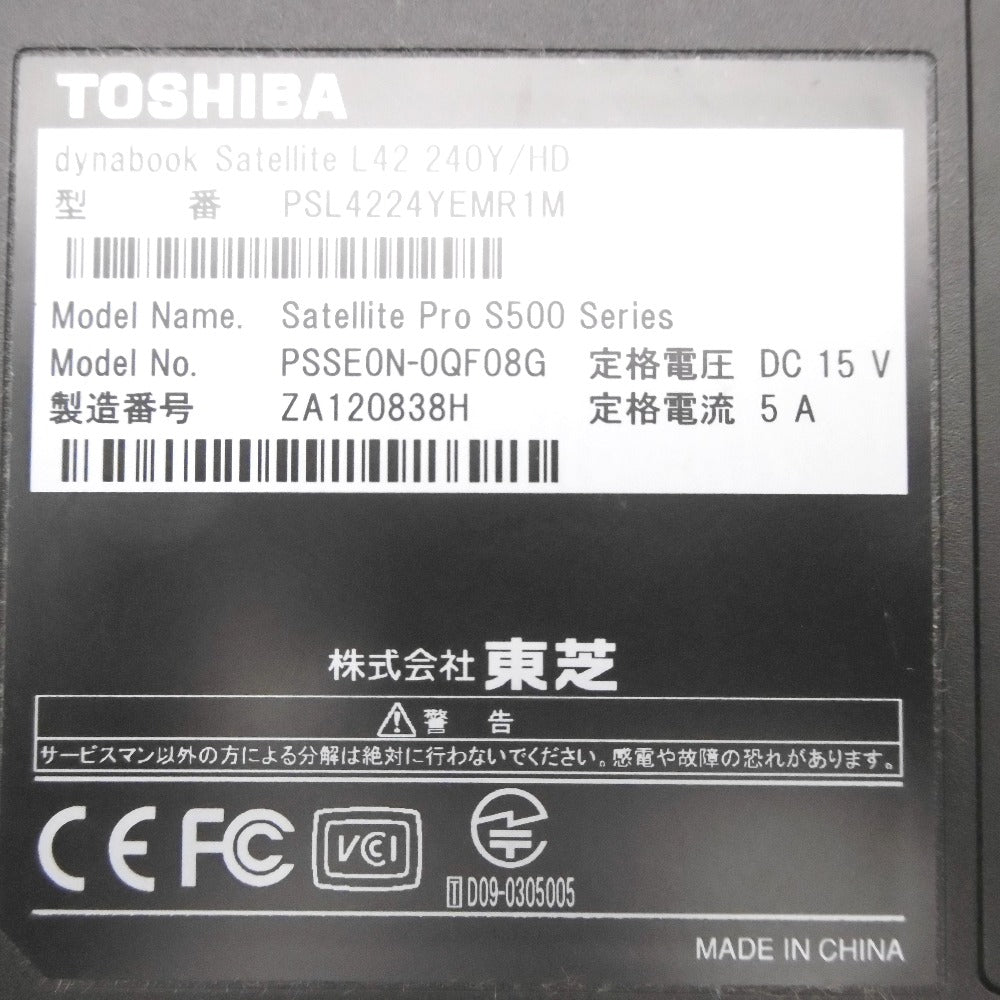 TOSHIBA
dynabook Satellite L42 240Y/HD
型 番 PSL4224YEMR1M
Model Name. Satellite Pro S500 Series
Model No. PSSE0N-0QF08G 定格電圧 DC 15 V
製造番号 ZA120838H 定格電流 5 A
株式会社 東芝
警 告
サービスマン以外の方による分解は絶対に行わないでください。感電や故障の恐れがあります。
CE FC VCCI
T D09-0305005
MADE IN CHINA